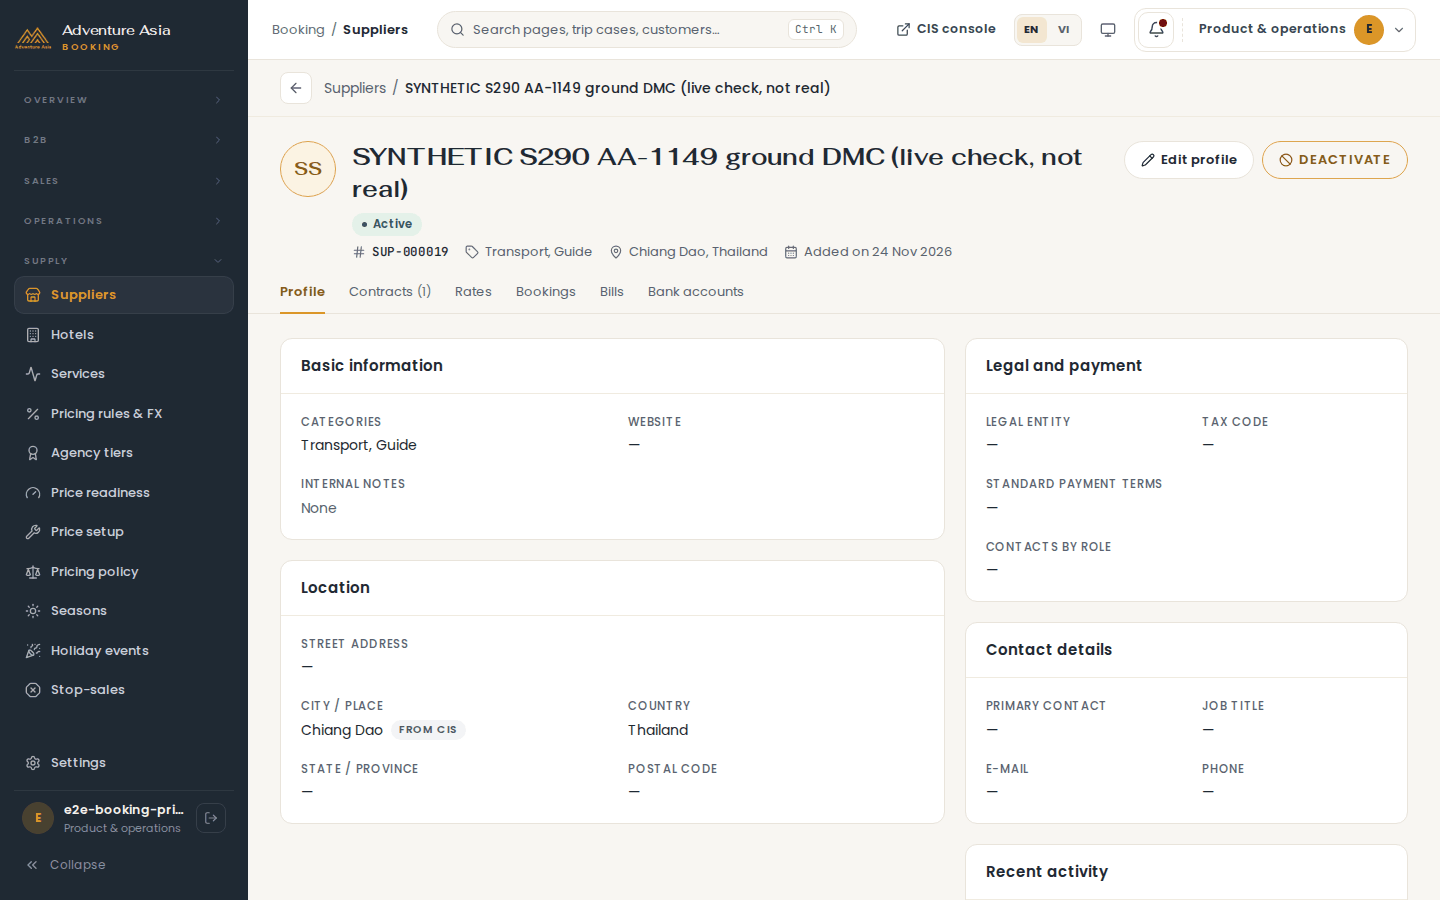 Adventure Asia
BOOKING
Adventure Asia
OVERVIEW
B2B
SALES
OPERATIONS
SUPPLY
Suppliers
Hotels
Services
Pricing rules & FX
Agency tiers
Price readiness
Price setup
Pricing policy
Seasons
Holiday events
Stop-sales
Settings
E
e2e-booking-pri...
Product & operations
Collapse
Booking / Suppliers
Search pages, trip cases, customers...
Ctrl K
CIS console
EN
VI
Product & operations
E
Suppliers / SYNTHETIC S290 AA-1149 ground DMC (live check, not real)
SS
SYNTHETIC S290 AA-1149 ground DMC (live check, not
real)
Active
SUP-000019
Transport, Guide
Chiang Dao, Thailand
Added on 24 Nov 2026
Edit profile
DEACTIVATE
Profile
Contracts (1)
Rates
Bookings
Bills
Bank accounts
Basic information
CATEGORIES
Transport, Guide
WEBSITE
—
INTERNAL NOTES
None
Location
STREET ADDRESS
—
CITY / PLACE
Chiang Dao
FROM CIS
COUNTRY
Thailand
STATE / PROVINCE
—
POSTAL CODE
—
Legal and payment
LEGAL ENTITY
—
TAX CODE
—
STANDARD PAYMENT TERMS
—
CONTACTS BY ROLE
—
Contact details
PRIMARY CONTACT
—
JOB TITLE
—
E-MAIL
—
PHONE
—
Recent activity